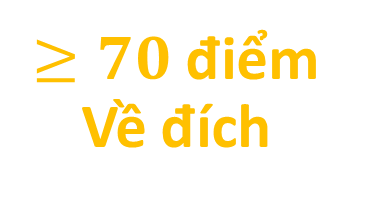 ≥ 70 điểm
Về đích